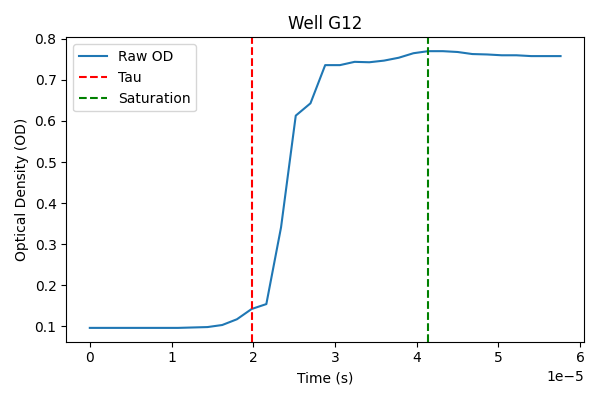 Well G12
Raw OD
Tau
Saturation
Optical Density (OD)
0.8
0.7
0.6
0.5
0.4
0.3
0.2
0.1
0 1 2 3 4 5 6
1e−5
Time (s)